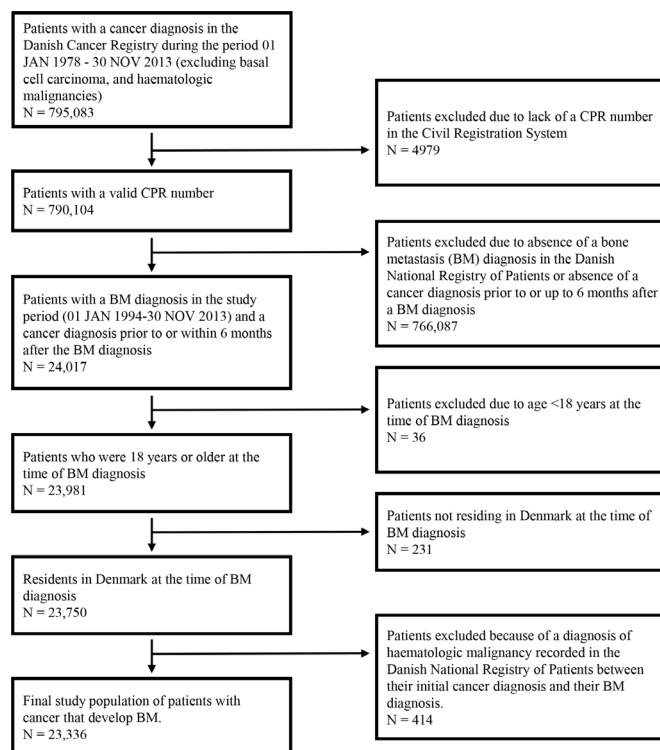 Patients with a cancer diagnosis in the
Danish Cancer Registry during the period 01
JAN 1978 - 30 NOV 2013 (excluding basal
cell carcinoma, and haematologic
malignancies)
N = 795,083
Patients excluded due to lack of a CPR number
in the Civil Registration System
N = 4979
Patients with a valid CPR number
N = 790,104
Patients excluded due to absence of a bone
metastasis (BM) diagnosis in the Danish
National Registry of Patients or absence of a
cancer diagnosis prior to or up to 6 months after
a BM diagnosis
N = 766,087
Patients with a BM diagnosis in the study
period (01 JAN 1994-30 NOV 2013) and a
cancer diagnosis prior to or within 6 months
after the BM diagnosis
N = 24,017
Patients excluded due to age <18 years at the
time of BM diagnosis
N = 36
Patients who were 18 years or older at the
time of BM diagnosis
N = 23,981
Patients not residing in Denmark at the time of
BM diagnosis
N = 231
Residents in Denmark at the time of BM
diagnosis
N = 23,750
Patients excluded because of a diagnosis of
haematologic malignancy recorded in the
Danish National Registry of Patients between
their initial cancer diagnosis and their BM
diagnosis.
N = 414
Final study population of patients with
cancer that develop BM.
N = 23,336